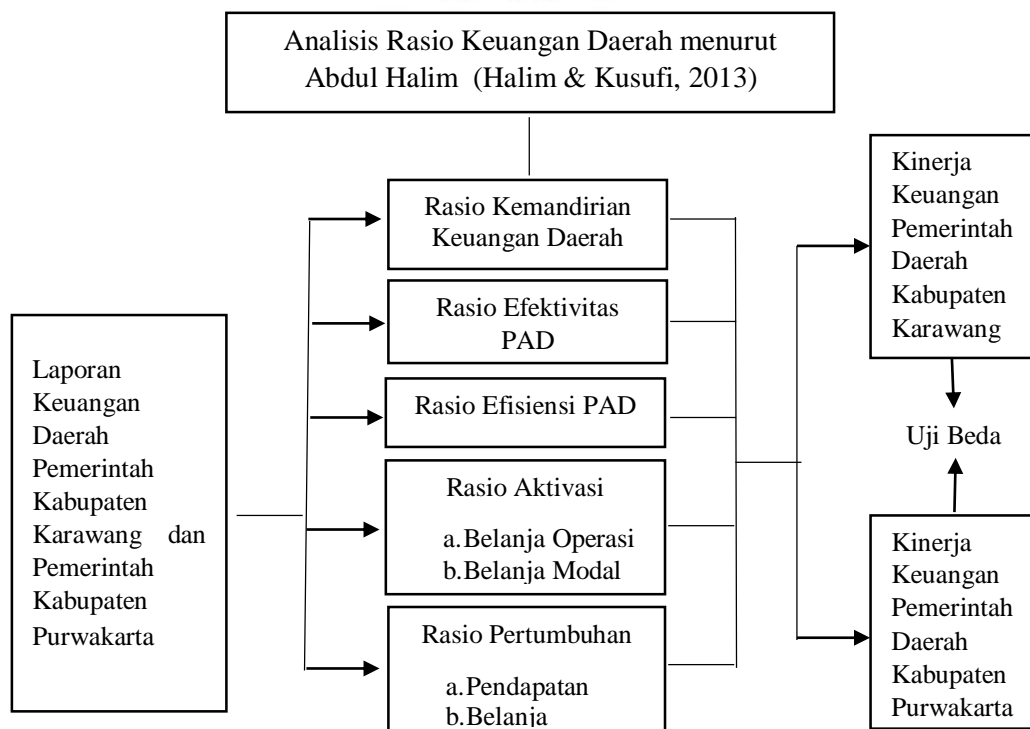 Analisis Rasio Keuangan Daerah menurut
Abdul Halim (Halim & Kusufi, 2013)
Laporan
Keuangan
Daerah
Pemerintah
Kabupaten
Karawang dan
Pemerintah
Kabupaten
Purwakarta
Rasio Kemandirian
Keuangan Daerah
Rasio Efektivitas
PAD
Rasio Efisiensi PAD
Rasio Aktivasi
a.Belanja Operasi
b.Belanja Modal
Rasio Pertumbuhan
a.Pendapatan
b.Belanja
Kinerja
Keuangan
Pemerintah
Daerah
Kabupaten
Karawang
Uji Beda
Kinerja
Keuangan
Pemerintah
Daerah
Kabupaten
Purwakarta